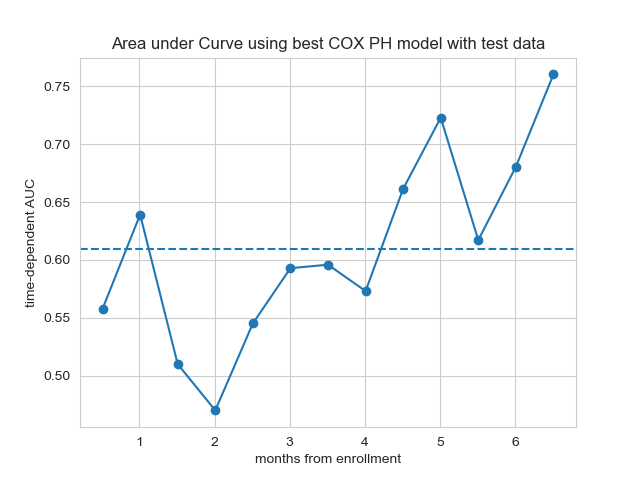 Area under Curve using best COX PH model with test data
0.75
0.70
0.65
0.60
0.55
0.50
time-dependent AUC
1 2 3 4 5 6
months from enrollment